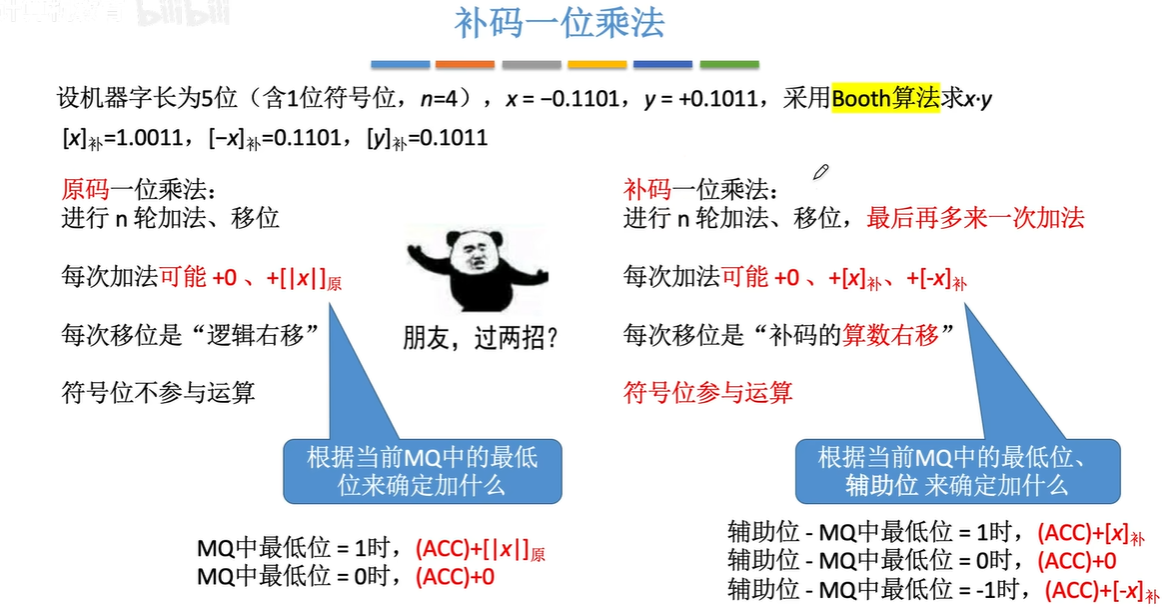 bilibili
补码一位乘法
设机器字长为5位（含1位符号位，n=4），x = −0.1101，y = +0.1011，采用Booth算法求x·y
[x]补=1.0011，[−x]补=0.1101，[y]补=0.1011
原码一位乘法：
进行 n 轮加法、移位
每次加法可能 +0 、+[|x|]原
每次移位是“逻辑右移”
符号位不参与运算
根据当前MQ中的最低
位来确定加什么
MQ中最低位 = 1时，(ACC)+[|x|]原
MQ中最低位 = 0时，(ACC)+0
朋友，过两招?
补码一位乘法：
进行 n 轮加法、移位，最后再多来一次加法
每次加法可能 +0 、+[x]补、+[-x]补
每次移位是“补码的算数右移”
符号位参与运算
根据当前MQ中的最低位、
辅助位 来确定加什么
辅助位 - MQ中最低位 = 1时，(ACC)+[x]补
辅助位 - MQ中最低位 = 0时，(ACC)+0
辅助位 - MQ中最低位 = -1时，(ACC)+[-x]补